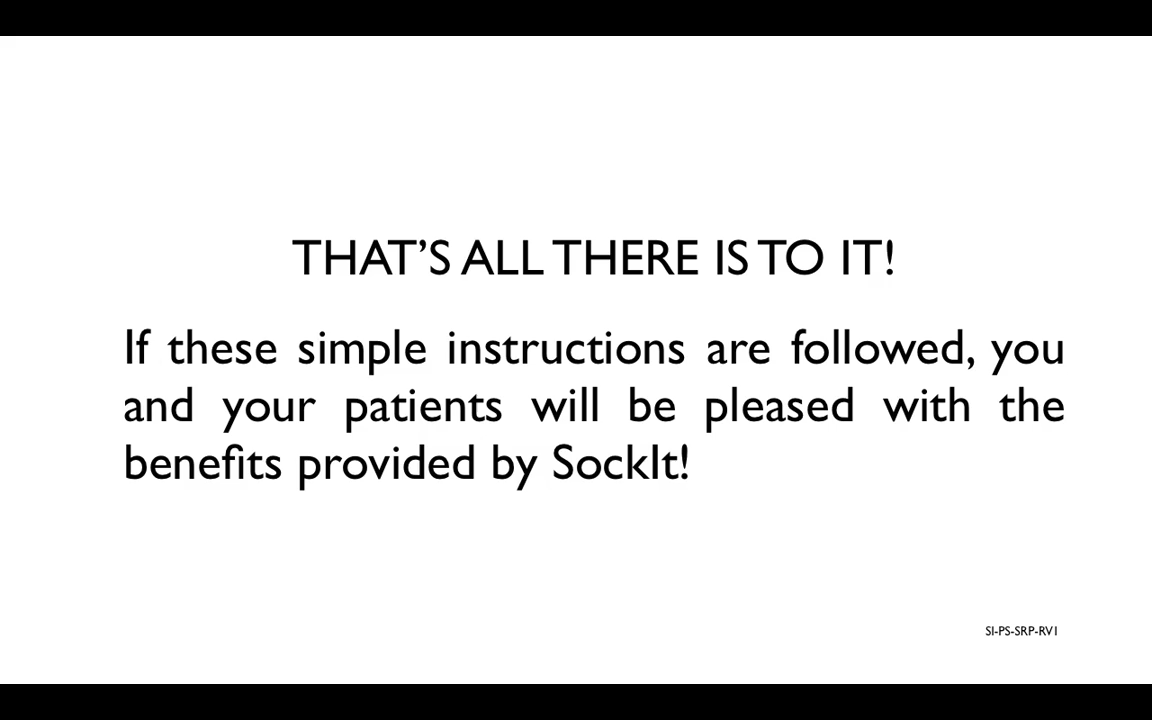 THAT’S ALL THERE IS TO IT!
If these simple instructions are followed, you
and your patients will be pleased with the
benefits provided by SockIt!
SI-PS-SRP-RV1